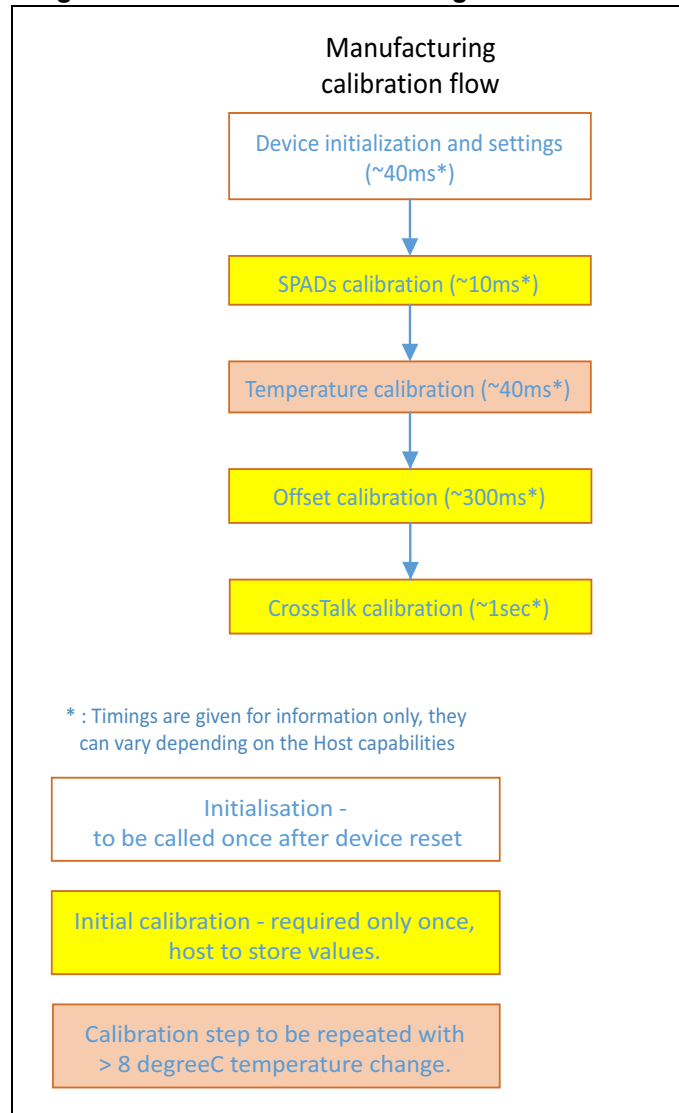 Manufacturing
calibration flow
Device initialization and settings
(~40ms*)
SPADs calibration (~10ms*)
Temperature calibration (~40ms*)
Offset calibration (~300ms*)
CrossTalk calibration (~1sec*)
* : Timings are given for information only, they
can vary depending on the Host capabilities
Initialisation -
to be called once after device reset
Initial calibration - required only once,
host to store values.
Calibration step to be repeated with
> 8 degreeC temperature change.